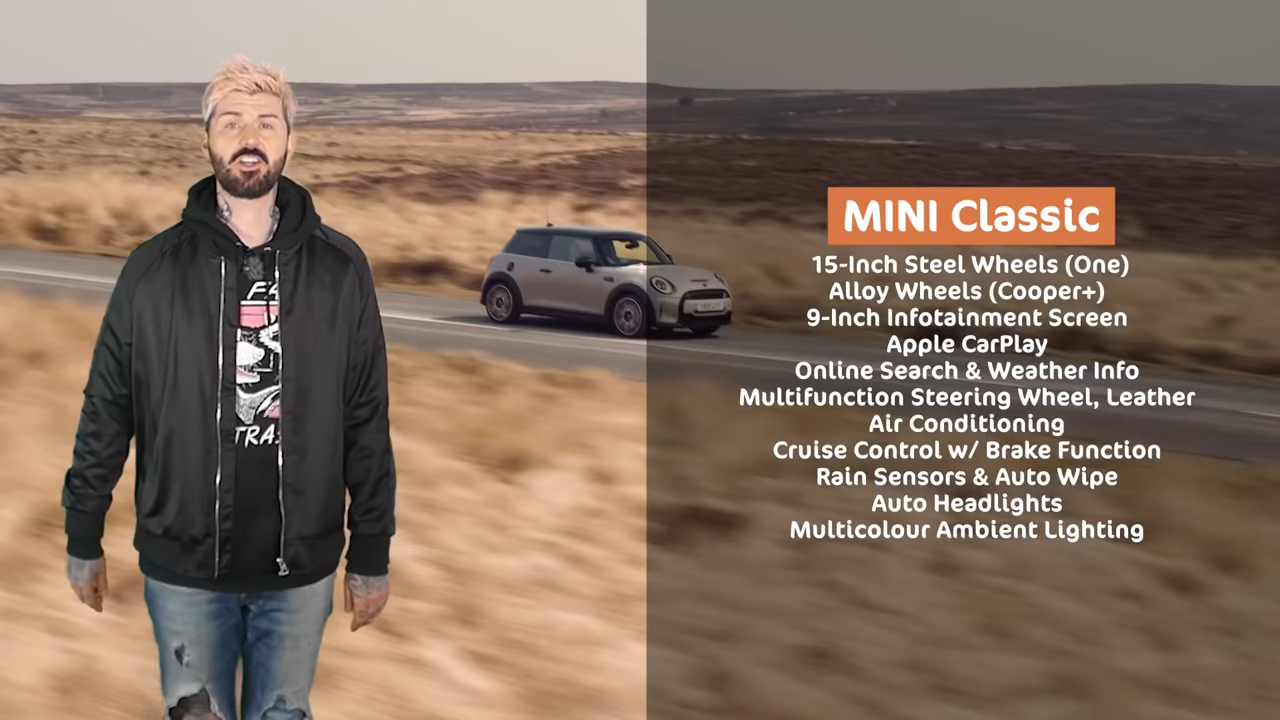 MINI Classic
15-Inch Steel Wheels (One)
Alloy Wheels (Cooper+)
9-Inch Infotainment Screen
Apple CarPlay
Online Search & Weather Info
Multifunction Steering Wheel, Leather
Air Conditioning
Cruise Control w/ Brake Function
Rain Sensors & Auto Wipe
Auto Headlights
Multicolour Ambient Lighting